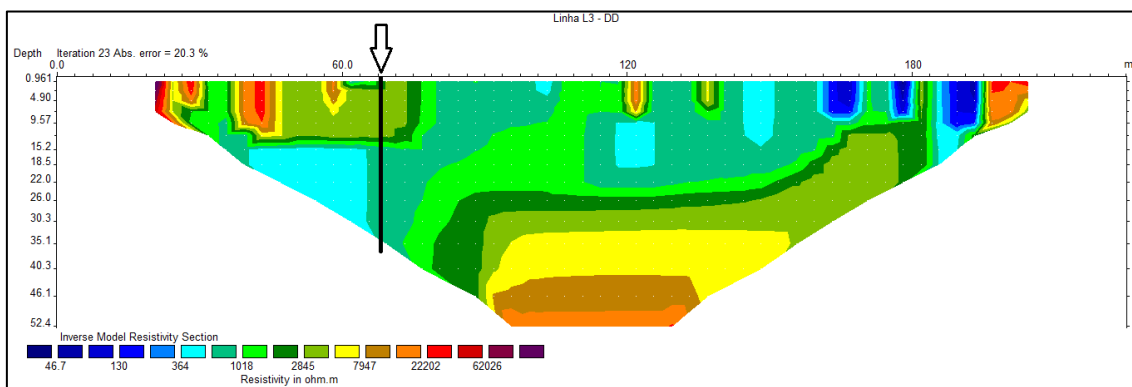 Linha L3 - DD
Depth Iteration 23 Abs. error = 20.3 %
0.0 60.0 120 180 m
0.961
4.90
9.57
15.2
18.5
22.0
26.0
30.3
35.1
40.3
46.1
52.4
Inverse Model Resistivity Section
46.7 130 364 1018 2845 7947 22202 62026
Resistivity in ohm.m